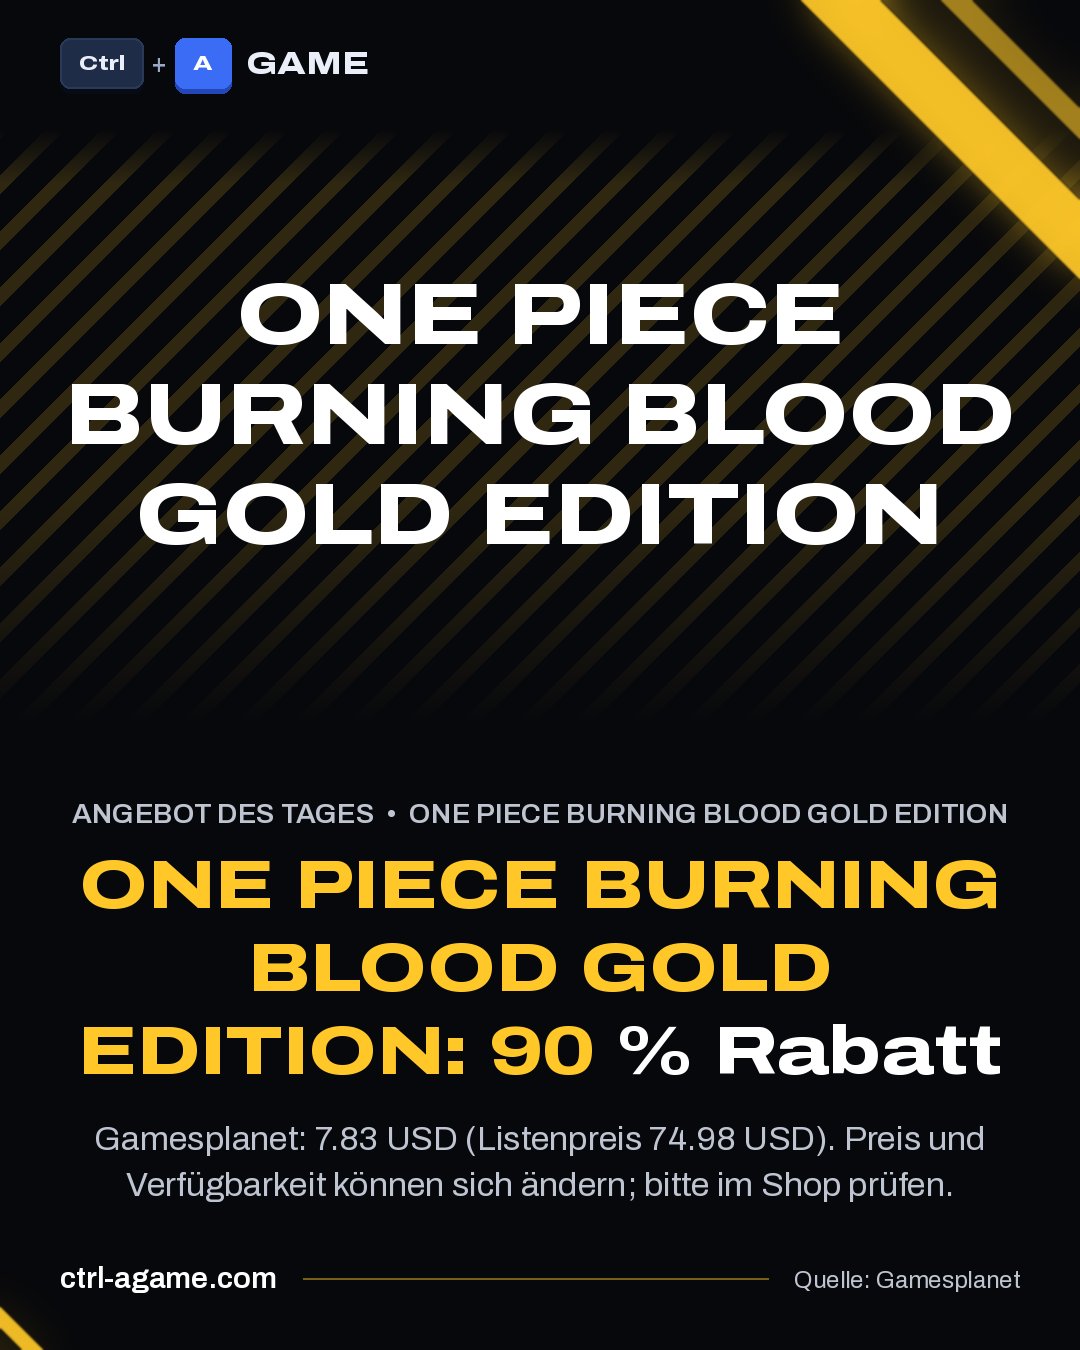 Ctrl + A GAME
ONE PIECE
BURNING BLOOD
GOLD EDITION
ANGEBOT DES TAGES • ONE PIECE BURNING BLOOD GOLD EDITION
ONE PIECE BURNING
BLOOD GOLD
EDITION: 90 % Rabatt
Gamesplanet: 7.83 USD (Listenpreis 74.98 USD). Preis und
Verfügbarkeit können sich ändern; bitte im Shop prüfen.
ctrl-agame.com
Quelle: Gamesplanet